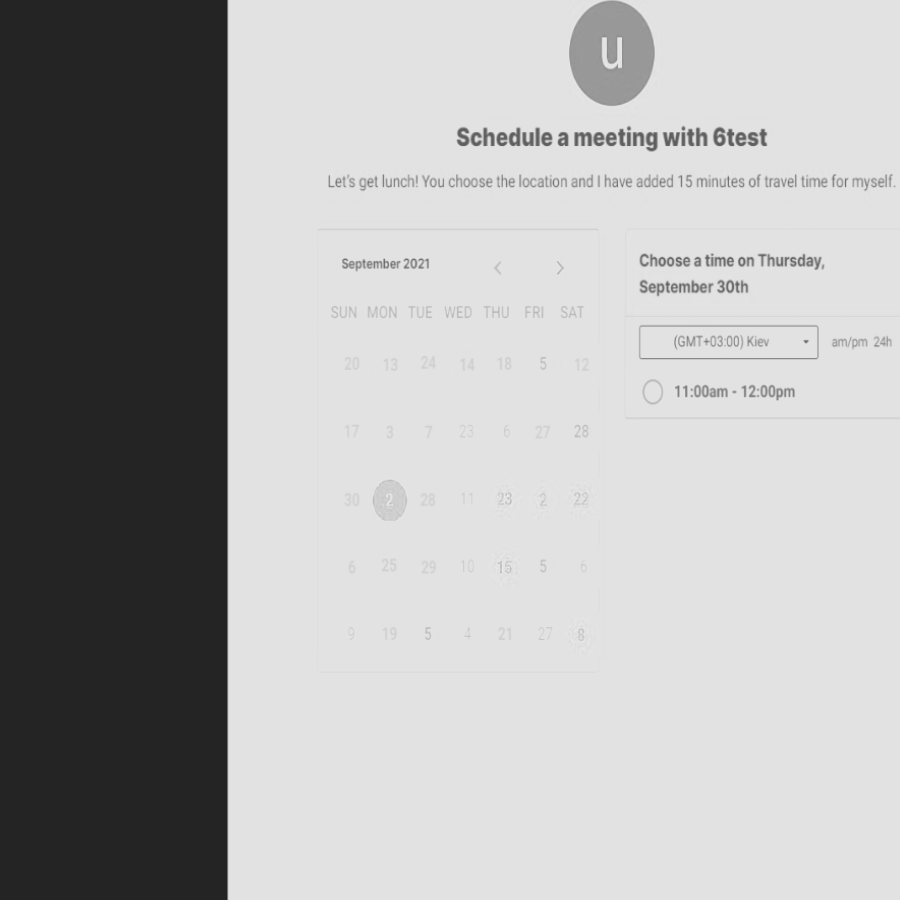 u
Schedule a meeting with 6test
Let's get lunch! You choose the location and I have added 15 minutes of travel time for myself.
September 2021
SUN MON TUE WED THU FRI SAT
20 13 24 14 18 5 12
17 3 7 23 6 27 28
30 2 28 11 23 2 22
6 25 29 10 15 5 6
9 19 5 4 21 27 8
Choose a time on Thursday,
September 30th
(GMT+03:00) Kiev am/pm 24h
11:00am - 12:00pm